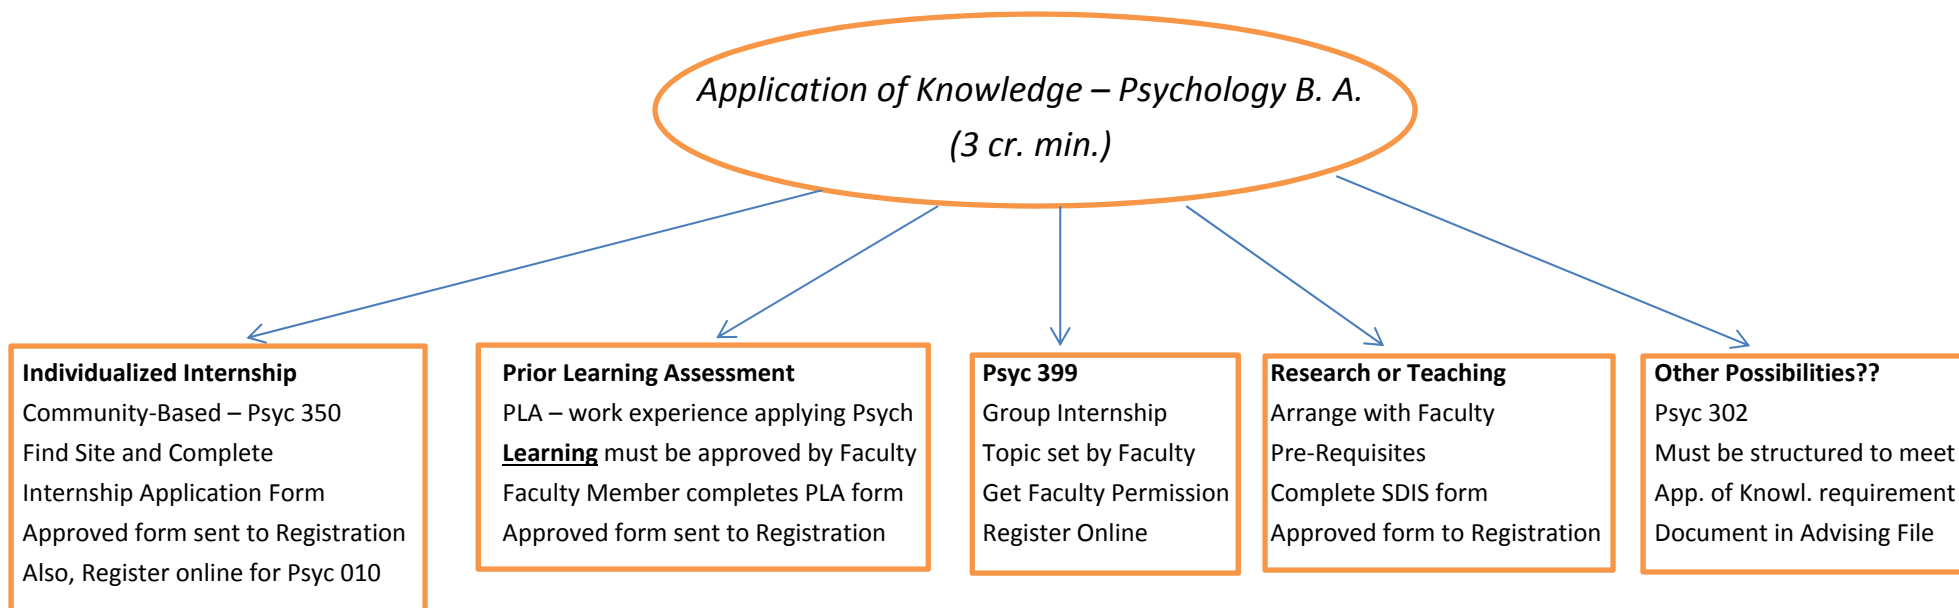 Application of Knowledge – Psychology B. A.
(3 cr. min.)
Individualized Internship
Community-Based – Psyc 350
Find Site and Complete
Internship Application Form
Approved form sent to Registration
Also, Register online for Psyc 010
Prior Learning Assessment
PLA – work experience applying Psych
Learning must be approved by Faculty
Faculty Member completes PLA form
Approved form sent to Registration
Psyc 399
Group Internship
Topic set by Faculty
Get Faculty Permission
Register Online
Research or Teaching
Arrange with Faculty
Pre-Requisites
Complete SDIS form
Approved form to Registration
Other Possibilities??
Psyc 302
Must be structured to meet
App. of Knowl. requirement
Document in Advising File